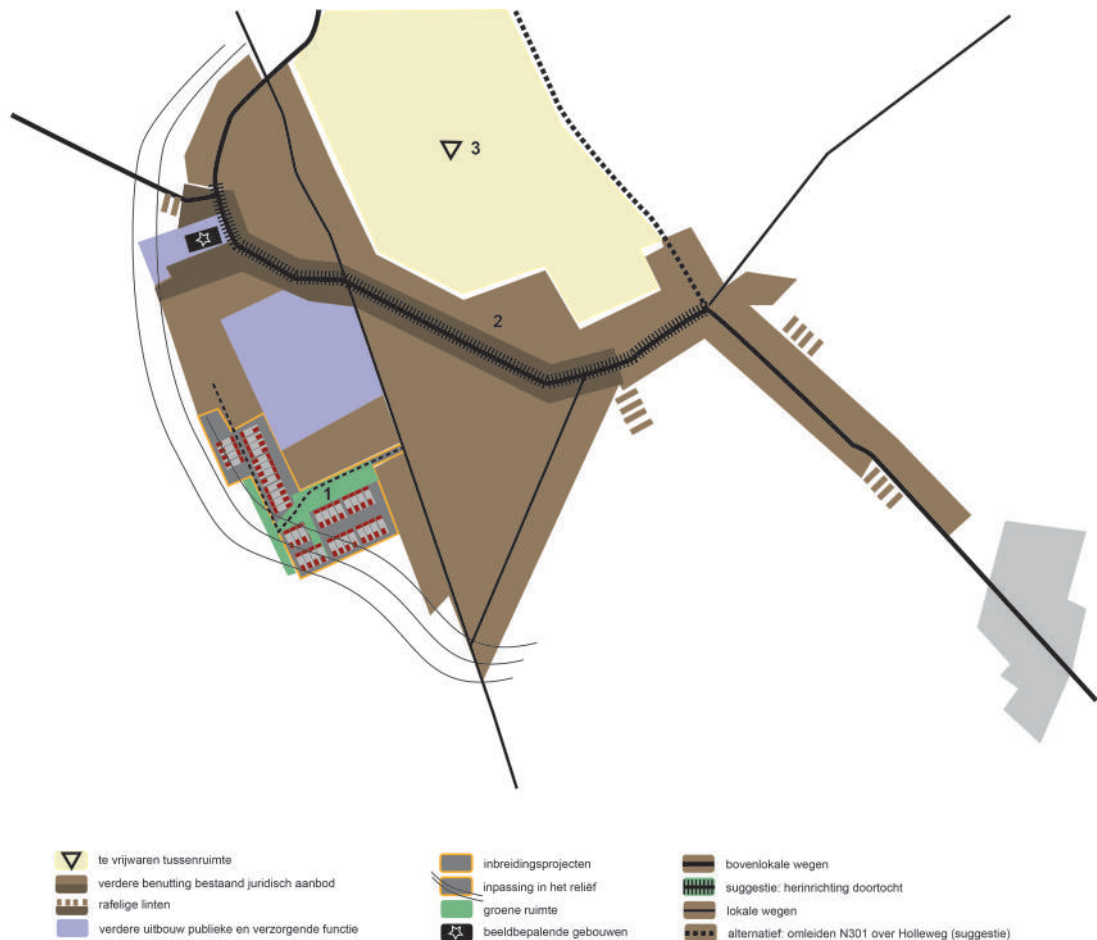 3
2
1
te vrijwaren tussenruimte
verdere benutting bestaand juridisch aanbod
rafelige linten
verdere uitbouw publieke en verzorgende functie
inbreidingsprojecten
inpassing in het reliëf
groene ruimte
beeldbepalende gebouwen
bovenlokale wegen
suggestie: herinrichting doortocht
lokale wegen
alternatief: omleiden N301 over Holleweg (suggestie)